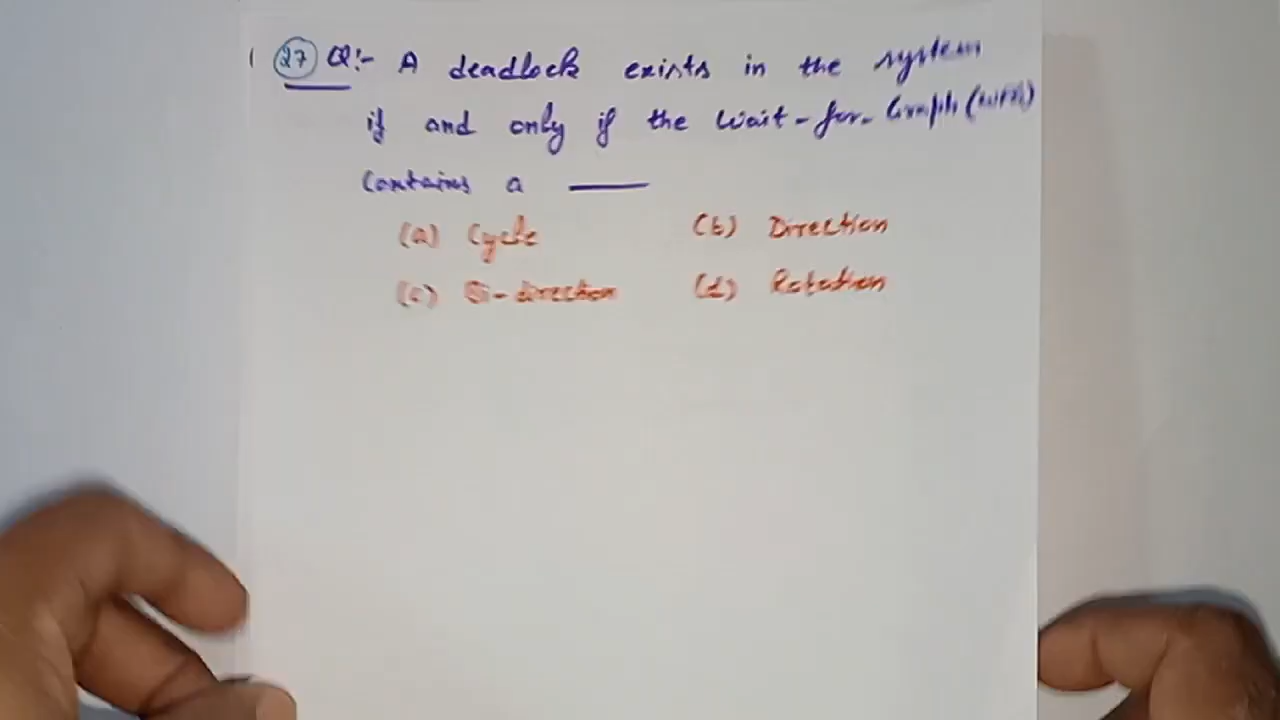 27 Q:- A deadlock exists in the system
if and only if the Wait-for-Graph (WFG)
Contains a ___
(a) Cycle (b) Direction
(c) Bi-direction (d) Rotation